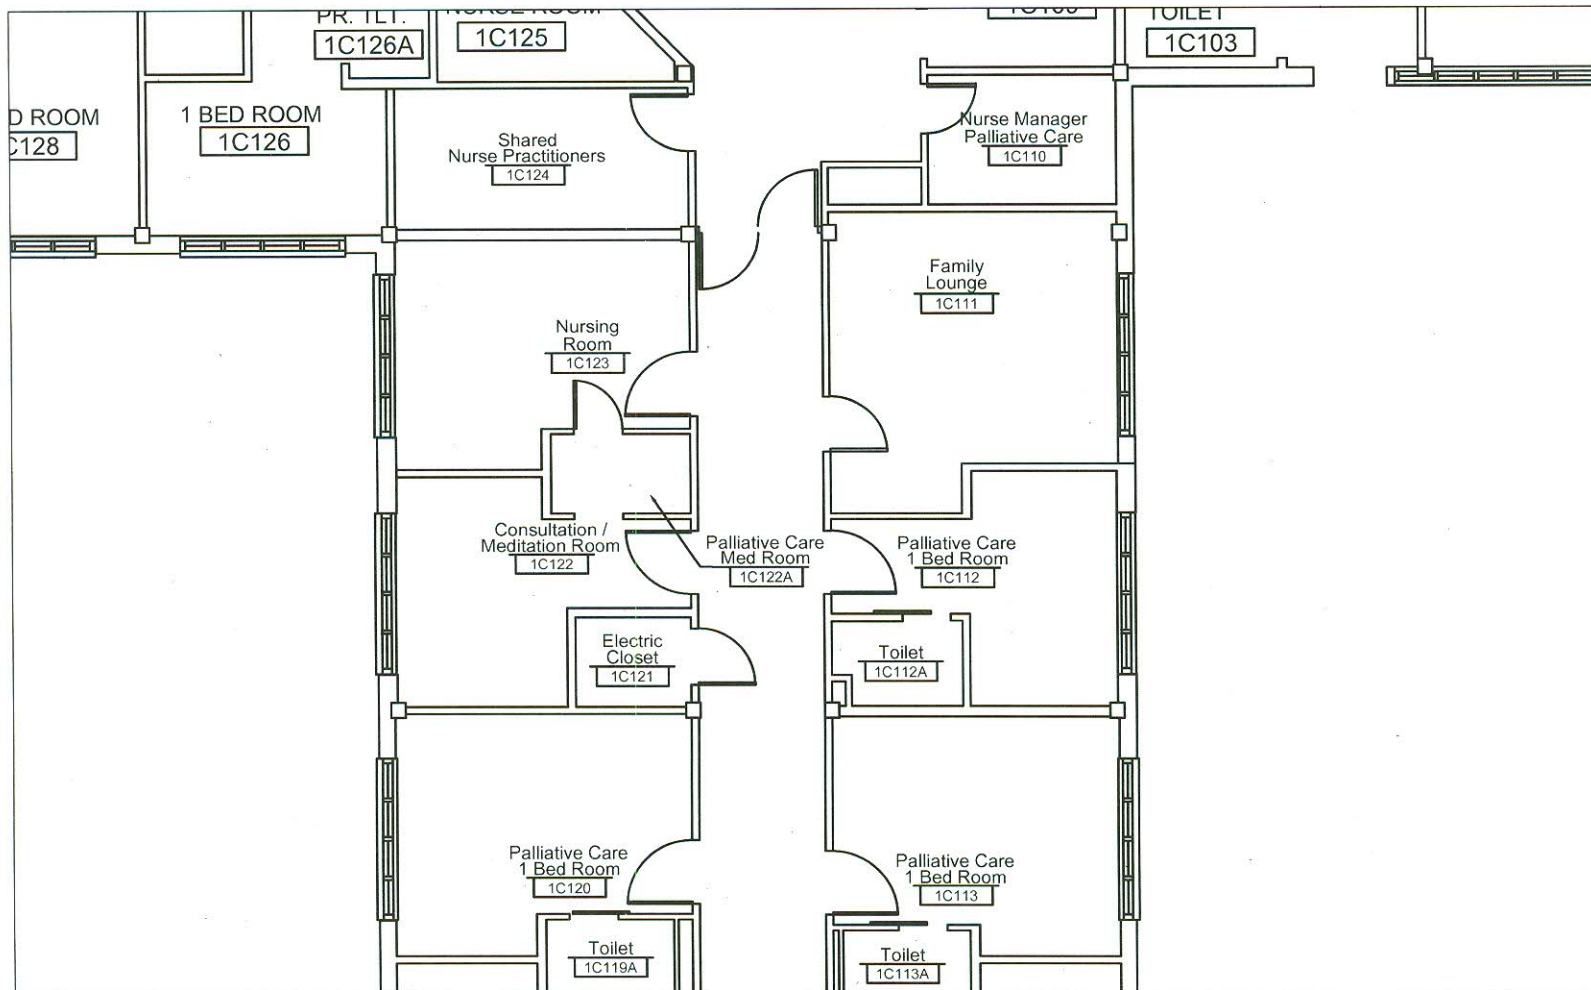 PR. TLT.
1C126A
NURSE ROOM
1C125
TOILET
1C103
D ROOM
C128
1 BED ROOM
1C126
Shared
Nurse Practitioners
1C124
Nurse Manager
Palliative Care
1C110
Family
Lounge
1C111
Nursing
Room
1C123
Consultation /
Meditation Room
1C122
Palliative Care
Med Room
1C122A
Palliative Care
1 Bed Room
1C112
Electric
Closet
1C121
Toilet
1C112A
Palliative Care
1 Bed Room
1C120
Palliative Care
1 Bed Room
1C113
Toilet
1C119A
Toilet
1C113A